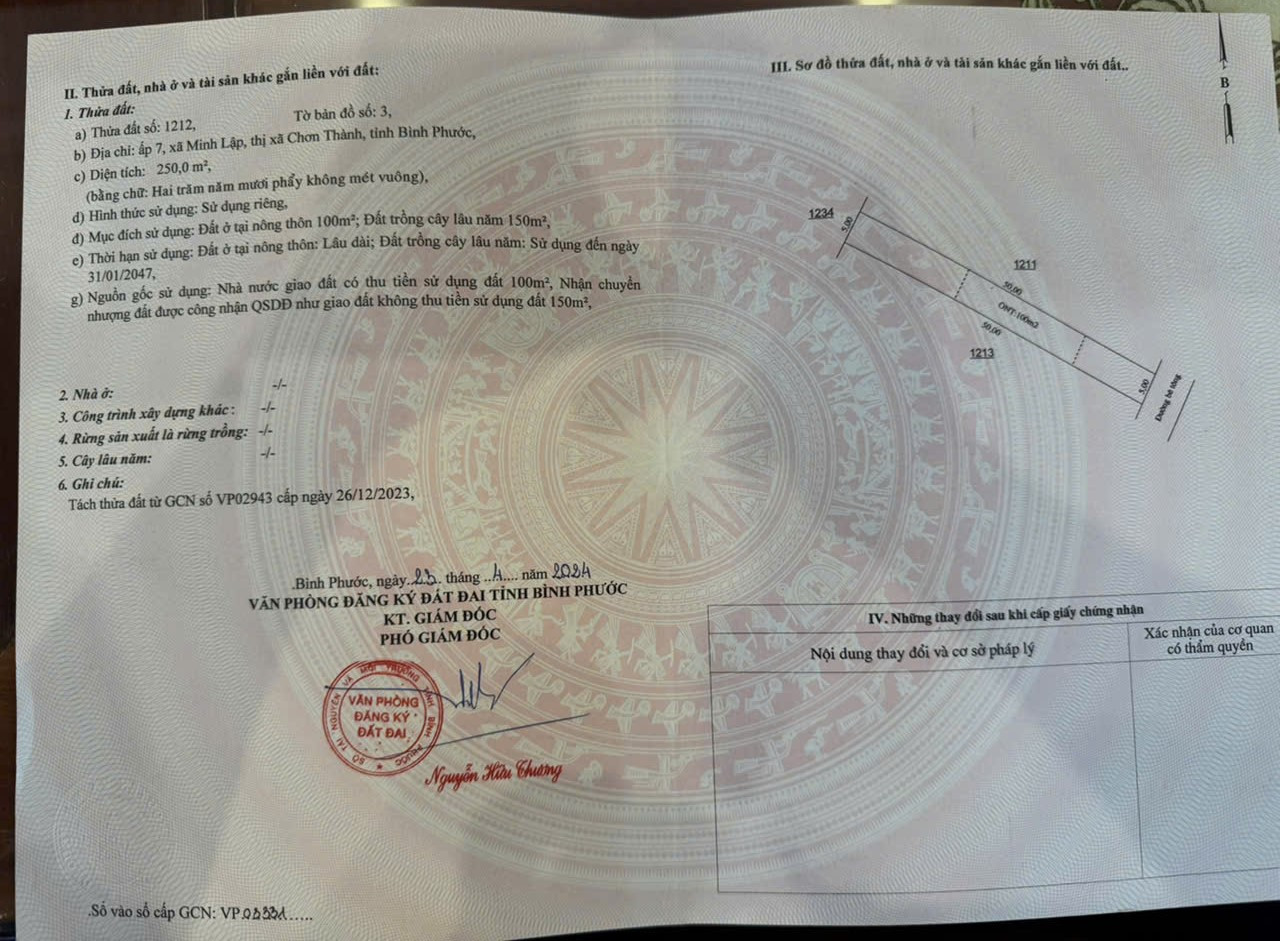 II. Thửa đất, nhà ở và tài sản khác gắn liền với đất:
1. Thửa đất:
a) Thửa đất số: 1212, Tờ bản đồ số: 3,
b) Địa chỉ: ấp 7, xã Minh Lập, thị xã Chơn Thành, tỉnh Bình Phước,
c) Diện tích: 250,0 m²,
(bằng chữ: Hai trăm năm mươi phẩy không mét vuông),
d) Hình thức sử dụng: Sử dụng riêng,
đ) Mục đích sử dụng: Đất ở tại nông thôn 100m²; Đất trồng cây lâu năm 150m²,
e) Thời hạn sử dụng: Đất ở tại nông thôn: Lâu dài; Đất trồng cây lâu năm: Sử dụng đến ngày
31/01/2047,
g) Nguồn gốc sử dụng: Nhà nước giao đất có thu tiền sử dụng đất 100m², Nhận chuyển
nhượng đất được công nhận QSDĐ như giao đất không thu tiền sử dụng đất 150m²,
2. Nhà ở: -/-
3. Công trình xây dựng khác: -/-
4. Rừng sản xuất là rừng trồng: -/-
5. Cây lâu năm: -/-
6. Ghi chú:
Tách thửa đất từ GCN số VP02943 cấp ngày 26/12/2023,
.Bình Phước, ngày..23.. tháng ..4.... năm 2024
VĂN PHÒNG ĐĂNG KÝ ĐẤT ĐAI TỈNH BÌNH PHƯỚC
KT. GIÁM ĐỐC
PHÓ GIÁM ĐỐC
SỞ TÀI NGUYÊN VÀ MÔI TRƯỜNG TỈNH BÌNH PHƯỚC
VĂN PHÒNG
ĐĂNG KÝ
ĐẤT ĐAI
Nguyễn Hữu Thương
.Số vào sổ cấp GCN: VP
III. Sơ đồ thửa đất, nhà ở và tài sản khác gắn liền với đất..
B
1234
5,00
1211
50,00
ONT:100m2
50,00
1213
5,00
Đường bê tông
IV. Những thay đổi sau khi cấp giấy chứng nhận
Nội dung thay đổi và cơ sở pháp lý
Xác nhận của cơ quan
có thẩm quyền